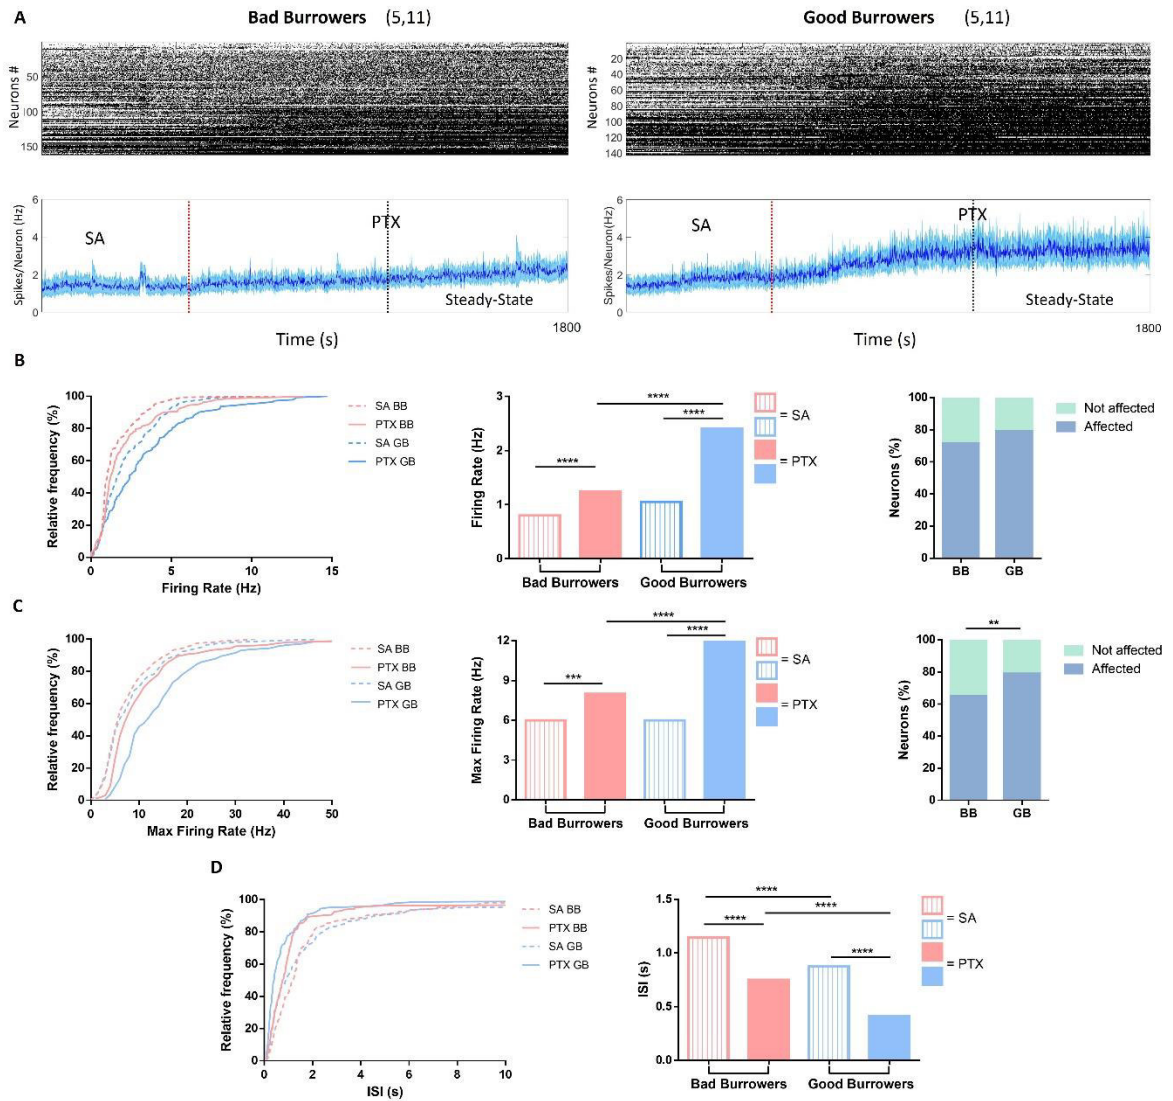 A
Bad Burrowers (5,11)
Good Burrowers (5,11)
Neurons #
50
100
150
Neurons #
20
40
60
80
100
120
140
Spikes/Neuron (Hz)
6
4
2
0
SA
PTX
Steady-State
Time (s)
1800
Spikes/Neuron(Hz)
6
4
2
0
SA
PTX
Steady-State
Time (s)
1800
B
Relative frequency (%)
100
80
60
40
20
0
0 5 10 15
Firing Rate (Hz)
SA BB
PTX BB
SA GB
PTX GB
Firing Rate (Hz)
3
2
1
0
****
****
****
Bad Burrowers Good Burrowers
= SA
= PTX
Neurons (%)
100
80
60
40
20
0
BB GB
Not affected
Affected
C
Relative frequency (%)
100
80
60
40
20
0
0 10 20 30 40 50
Max Firing Rate (Hz)
SA BB
PTX BB
SA GB
PTX GB
Max Firing Rate (Hz)
12
9
6
3
0
***
****
****
Bad Burrowers Good Burrowers
= SA
= PTX
Neurons (%)
100
80
60
40
20
0
**
BB GB
Not affected
Affected
D
Relative frequency (%)
100
80
60
40
20
0
0 2 4 6 8 10
ISI (s)
SA BB
PTX BB
SA GB
PTX GB
ISI (s)
1.5
1.0
0.5
0.0
****
****
****
****
Bad Burrowers Good Burrowers
= SA
= PTX